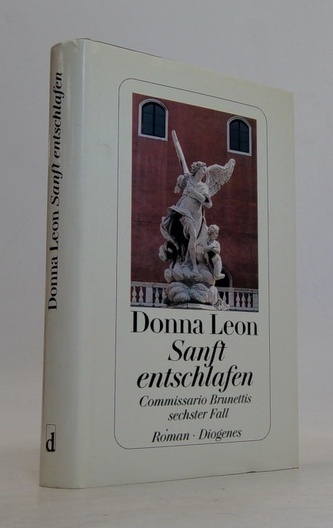 Donna Leon Sanft entschlafen
d
Donna Leon
Sanft
entschlafen
Commissario Brunettis
sechster Fall
Roman · Diogenes